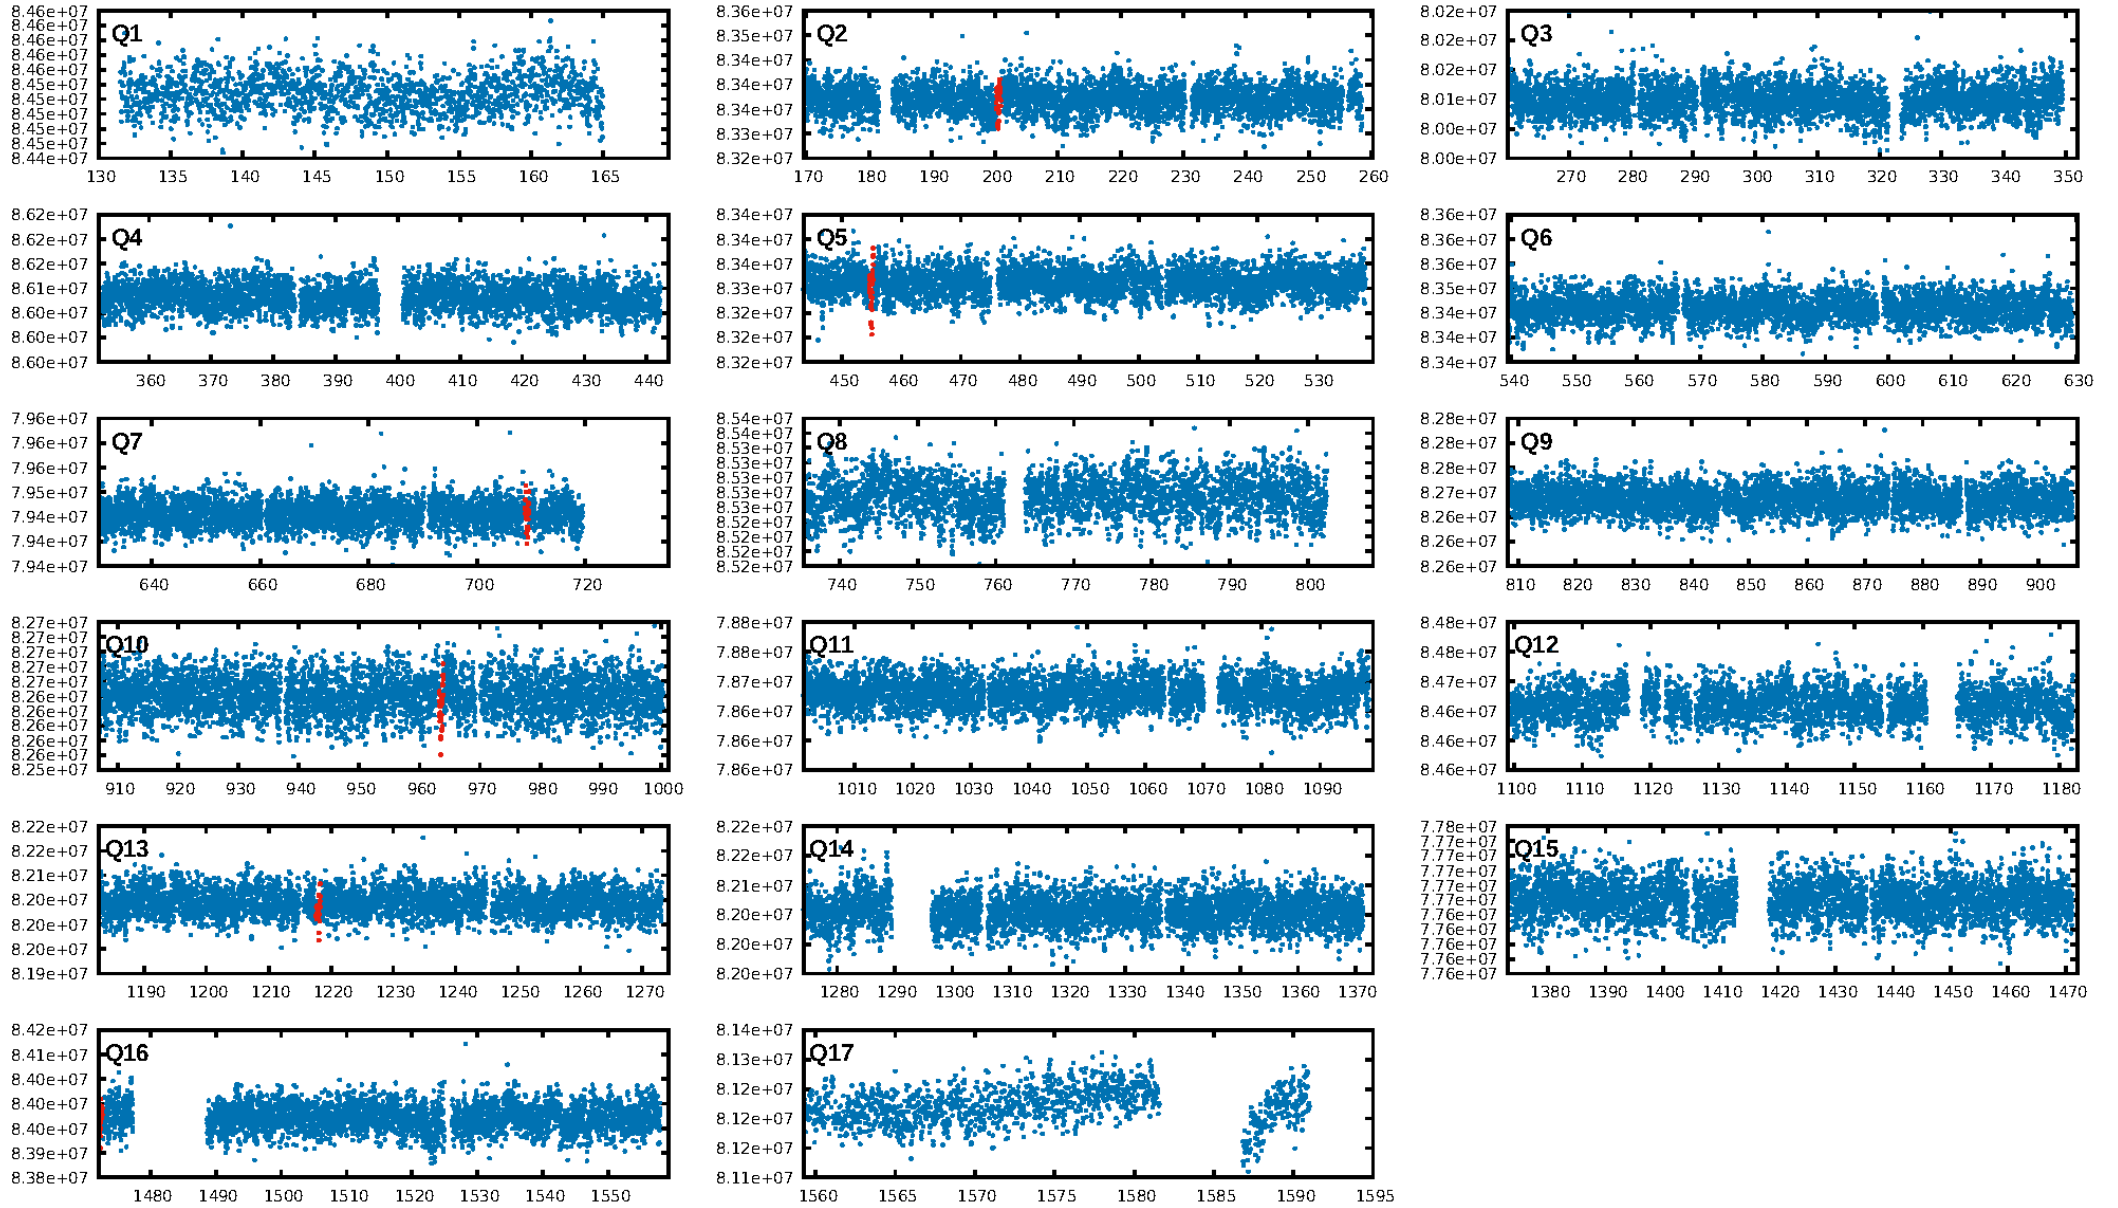 8.46e+07 8.46e+07 8.46e+07 8.46e+07 8.46e+07 8.45e+07 8.45e+07 8.45e+07 8.45e+07 8.45e+07 8.44e+07
Q1
130 135 140 145 150 155 160 165
8.36e+07 8.35e+07 8.34e+07 8.34e+07 8.34e+07 8.33e+07 8.32e+07
Q2
170 180 190 200 210 220 230 240 250 260
8.02e+07 8.02e+07 8.02e+07 8.01e+07 8.00e+07 8.00e+07
Q3
270 280 290 300 310 320 330 340 350
8.62e+07 8.62e+07 8.62e+07 8.61e+07 8.60e+07 8.60e+07 8.60e+07
Q4
360 370 380 390 400 410 420 430 440
8.34e+07 8.34e+07 8.34e+07 8.33e+07 8.32e+07 8.32e+07 8.32e+07
Q5
450 460 470 480 490 500 510 520 530
8.36e+07 8.36e+07 8.36e+07 8.35e+07 8.34e+07 8.34e+07 8.34e+07
Q6
540 550 560 570 580 590 600 610 620 630
7.96e+07 7.96e+07 7.96e+07 7.95e+07 7.94e+07 7.94e+07 7.94e+07
Q7
640 660 680 700 720
8.54e+07 8.54e+07 8.53e+07 8.53e+07 8.53e+07 8.53e+07 8.53e+07 8.52e+07 8.52e+07 8.52e+07 8.52e+07
Q8
740 750 760 770 780 790 800
8.28e+07 8.28e+07 8.28e+07 8.27e+07 8.26e+07 8.26e+07 8.26e+07
Q9
810 820 830 840 850 860 870 880 890 900
8.27e+07 8.27e+07 8.27e+07 8.27e+07 8.27e+07 8.26e+07 8.26e+07 8.26e+07 8.26e+07 8.26e+07 8.25e+07
Q10
910 920 930 940 950 960 970 980 990 1000
7.88e+07 7.88e+07 7.87e+07 7.86e+07 7.86e+07 7.86e+07
Q11
1010 1020 1030 1040 1050 1060 1070 1080 1090
8.48e+07 8.48e+07 8.47e+07 8.46e+07 8.46e+07 8.46e+07
Q12
1100 1110 1120 1130 1140 1150 1160 1170 1180
8.22e+07 8.22e+07 8.21e+07 8.20e+07 8.20e+07 8.20e+07 8.19e+07
Q13
1190 1200 1210 1220 1230 1240 1250 1260 1270
8.22e+07 8.22e+07 8.21e+07 8.20e+07 8.20e+07 8.20e+07
Q14
1280 1290 1300 1310 1320 1330 1340 1350 1360 1370
7.78e+07 7.77e+07 7.77e+07 7.77e+07 7.77e+07 7.76e+07 7.76e+07 7.76e+07 7.76e+07 7.76e+07
Q15
1380 1390 1400 1410 1420 1430 1440 1450 1460 1470
8.42e+07 8.41e+07 8.40e+07 8.40e+07 8.40e+07 8.39e+07 8.38e+07
Q16
1480 1490 1500 1510 1520 1530 1540 1550
8.14e+07 8.13e+07 8.12e+07 8.12e+07 8.12e+07 8.11e+07
Q17
1560 1565 1570 1575 1580 1585 1590 1595